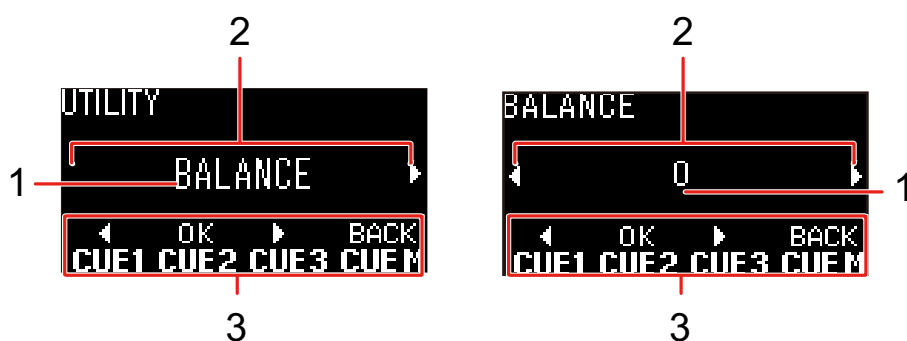 2 2
UTILITY
BALANCE
1 BALANCE
0 1
◀ OK ▶ BACK
CUE1 CUE2 CUE3 CUE M
◀ OK ▶ BACK
CUE1 CUE2 CUE3 CUE M
3 3